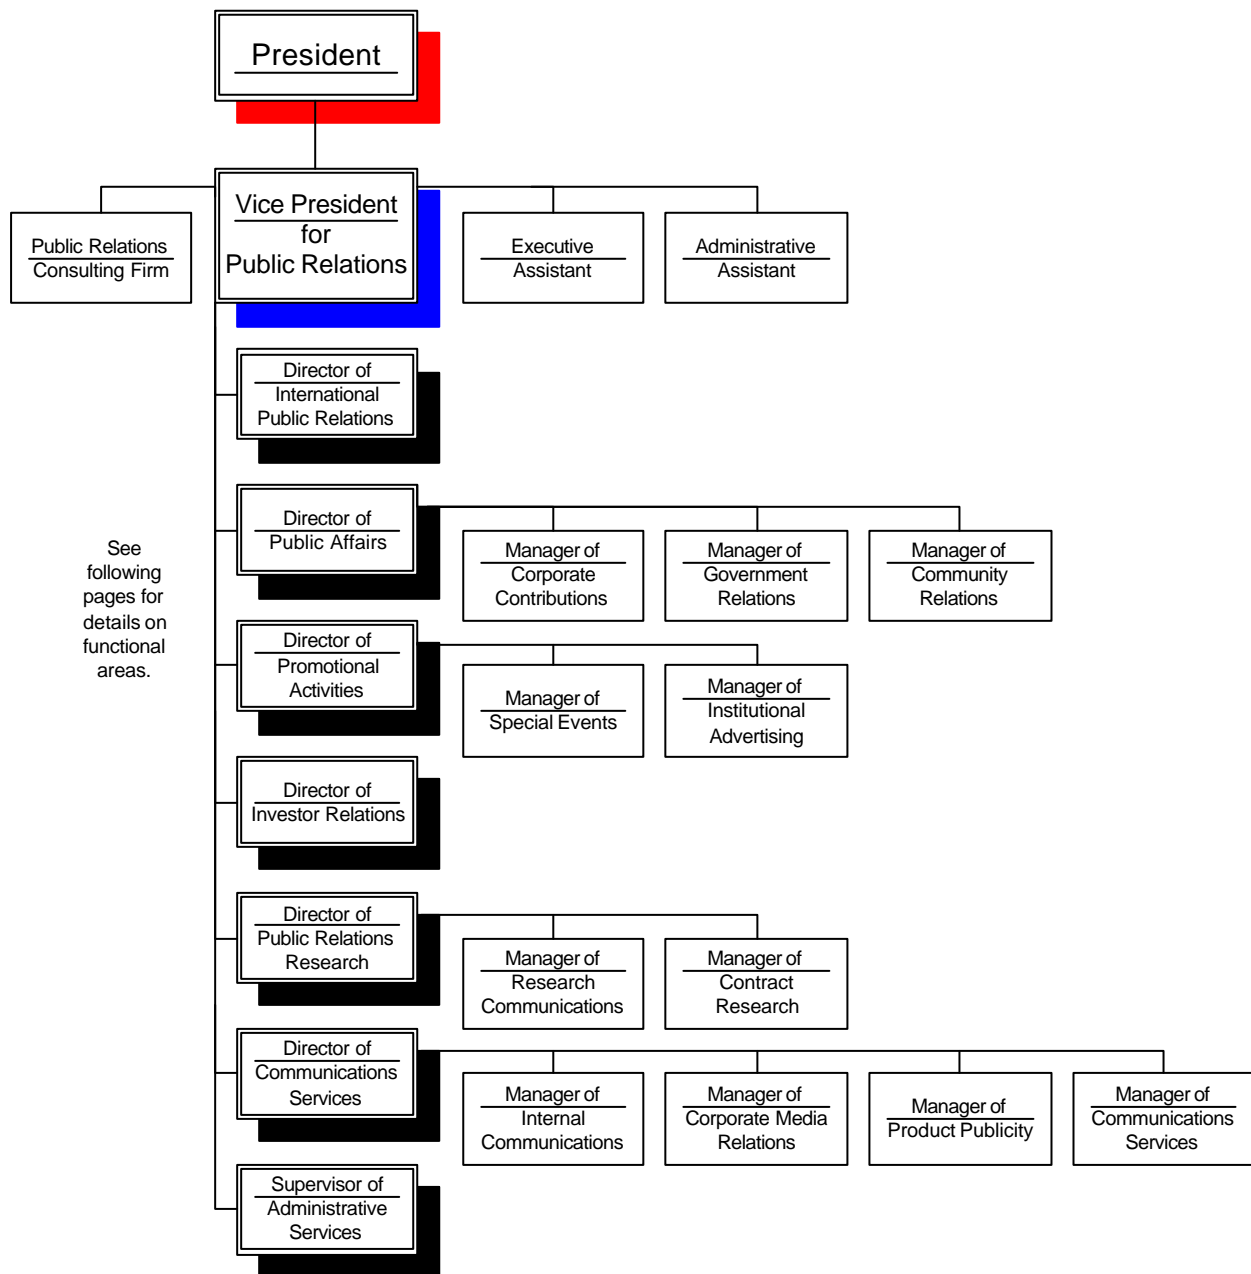 President
Vice President
for
Public Relations
Public Relations
Consulting Firm
Executive
Assistant
Administrative
Assistant
Director of
International
Public Relations
See
following
pages for
details on
functional
areas.
Director of
Public Affairs
Manager of
Corporate
Contributions
Manager of
Government
Relations
Manager of
Community
Relations
Director of
Promotional
Activities
Manager of
Special Events
Manager of
Institutional
Advertising
Director of
Investor Relations
Director of
Public Relations
Research
Manager of
Research
Communications
Manager of
Contract
Research
Director of
Communications
Services
Manager of
Internal
Communications
Manager of
Corporate Media
Relations
Manager of
Product Publicity
Manager of
Communications
Services
Supervisor of
Administrative
Services